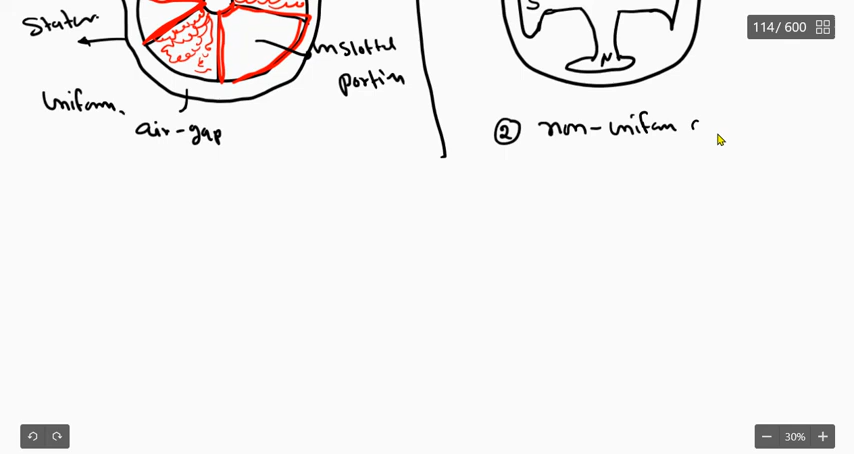 Stator
unslotted
portion
Uniform.
air-gap
S
N
② non-uniform a
114 / 600
30%